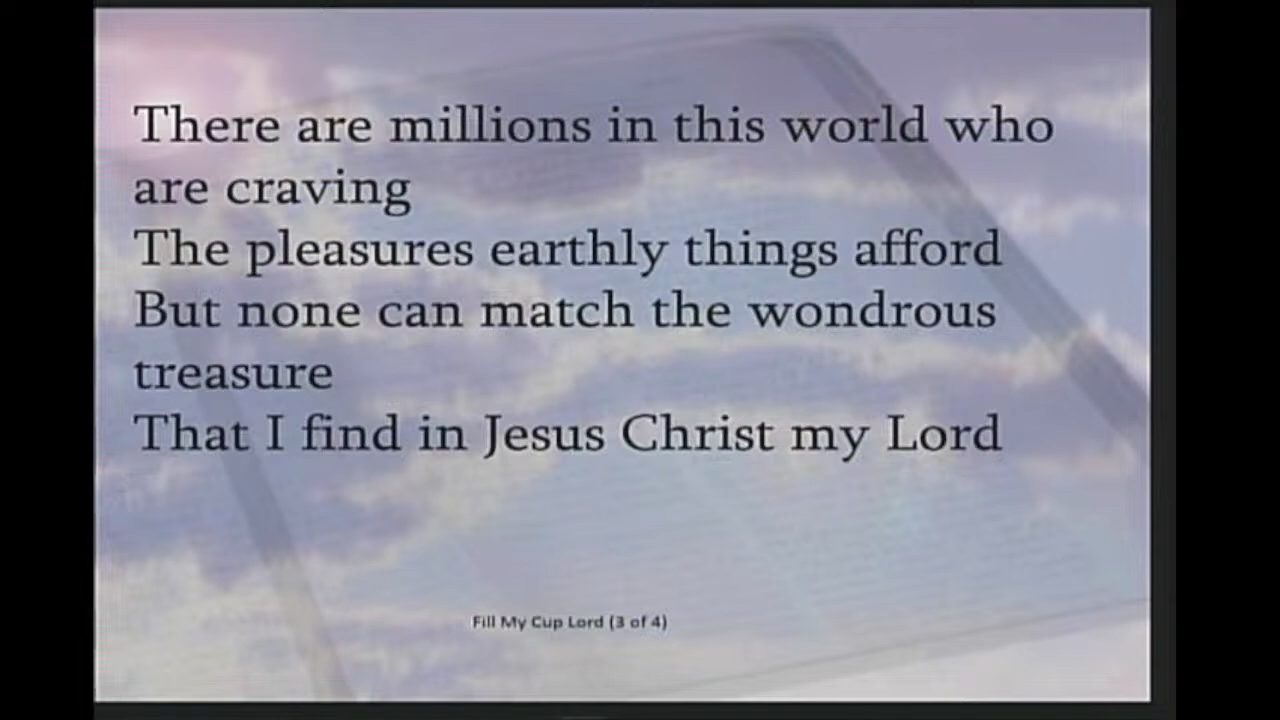 There are millions in this world who
are craving
The pleasures earthly things afford
But none can match the wondrous
treasure
That I find in Jesus Christ my Lord
Fill My Cup Lord (3 of 4)